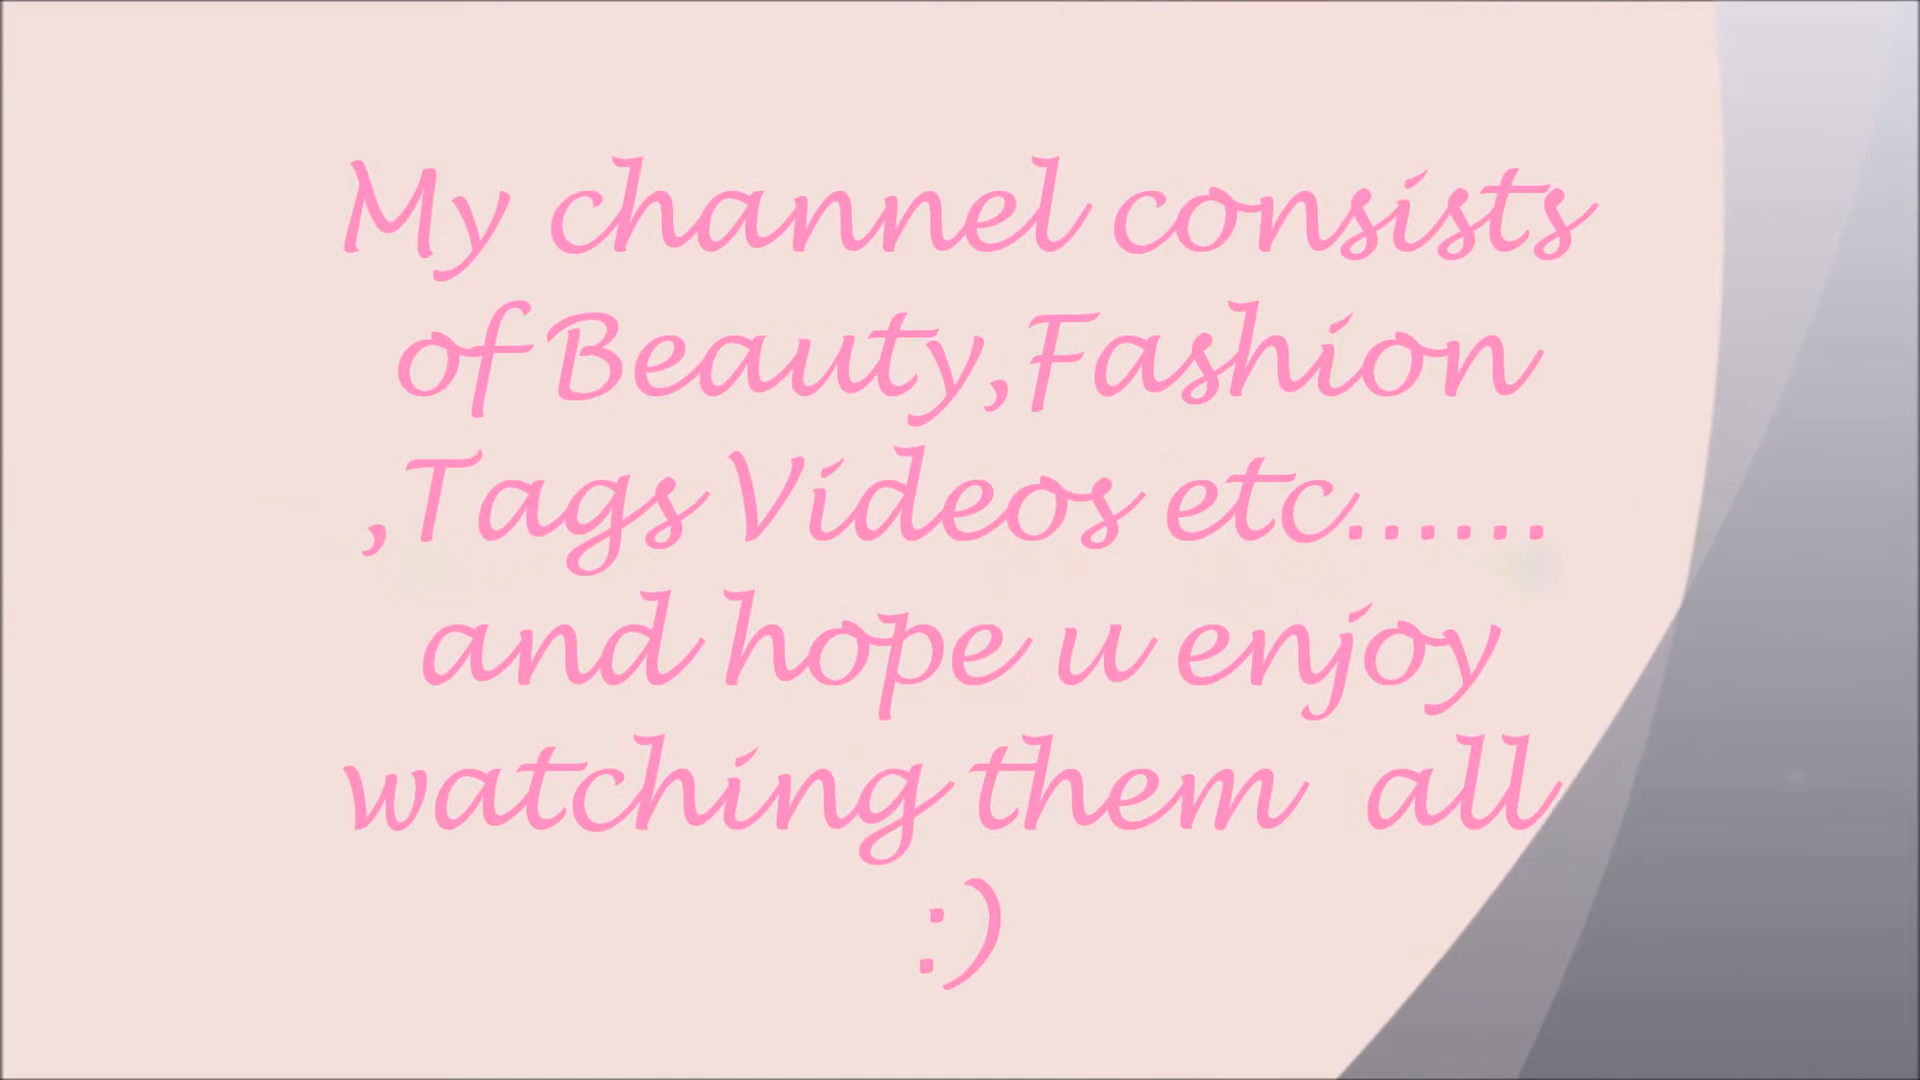 My channel consists
of Beauty,Fashion
,Tags Videos etc......
and hope u enjoy
watching them  all
:)